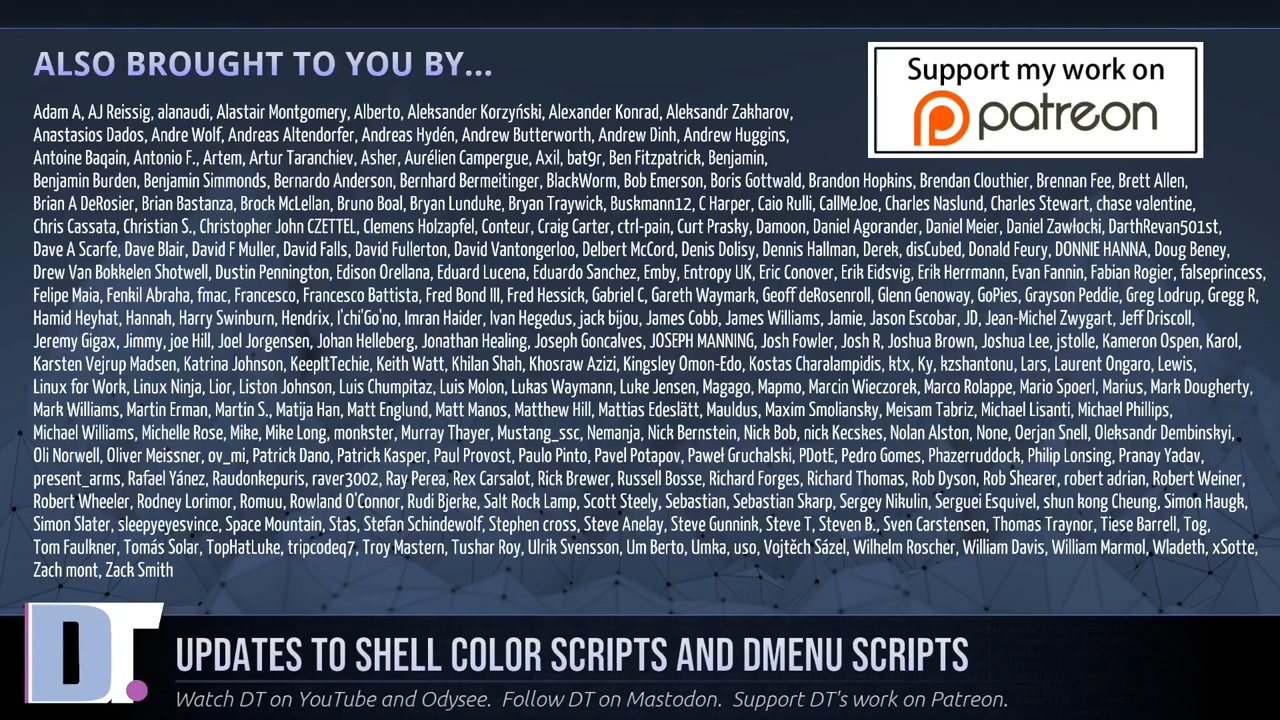 ALSO BROUGHT TO YOU BY...
Support my work on
patreon
Adam A, AJ Reissig, alanaudi, Alastair Montgomery, Alberto, Aleksander Korzyński, Alexander Konrad, Aleksandr Zakharov,
Anastasios Dados, Andre Wolf, Andreas Altendorfer, Andreas Hydén, Andrew Butterworth, Andrew Dinh, Andrew Huggins,
Antoine Baqain, Antonio F., Artem, Artur Taranchiev, Asher, Aurélien Campergue, Axil, bat9r, Ben Fitzpatrick, Benjamin,
Benjamin Burden, Benjamin Simmonds, Bernardo Anderson, Bernhard Bermeitinger, BlackWorm, Bob Emerson, Boris Gottwald, Brandon Hopkins, Brendan Clouthier, Brennan Fee, Brett Allen,
Brian A DeRosier, Brian Bastanza, Brock McLellan, Bruno Boal, Bryan Lunduke, Bryan Traywick, Buskmann12, C Harper, Caio Rulli, CallMeJoe, Charles Naslund, Charles Stewart, chase valentine,
Chris Cassata, Christian S., Christopher John CZETTEL, Clemens Holzapfel, Conteur, Craig Carter, ctrl-pain, Curt Prasky, Damoon, Daniel Agorander, Daniel Meier, Daniel Zawłocki, DarthRevan501st,
Dave A Scarfe, Dave Blair, David F Muller, David Falls, David Fullerton, David Vantongerloo, Delbert McCord, Denis Dolisy, Dennis Hallman, Derek, disCubed, Donald Feury, DONNIE HANNA, Doug Beney,
Drew Van Bokkelen Shotwell, Dustin Pennington, Edison Orellana, Eduard Lucena, Eduardo Sanchez, Emby, Entropy UK, Eric Conover, Erik Eidsvig, Erik Herrmann, Evan Fannin, Fabian Rogier, falseprincess,
Felipe Maia, Fenkil Abraha, fmac, Francesco, Francesco Battista, Fred Bond III, Fred Hessick, Gabriel C, Gareth Waymark, Geoff deRosenroll, Glenn Genoway, GoPies, Grayson Peddie, Greg Lodrup, Gregg R,
Hamid Heyhat, Hannah, Harry Swinburn, Hendrix, I'chi'Go'no, Imran Haider, Ivan Hegedus, jack bijou, James Cobb, James Williams, Jamie, Jason Escobar, JD, Jean-Michel Zwygart, Jeff Driscoll,
Jeremy Gigax, Jimmy, joe Hill, Joel Jorgensen, Johan Helleberg, Jonathan Healing, Joseph Goncalves, JOSEPH MANNING, Josh Fowler, Josh R, Joshua Brown, Joshua Lee, jstolle, Kameron Ospen, Karol,
Karsten Vejrup Madsen, Katrina Johnson, KeepItTechie, Keith Watt, Khilan Shah, Khosraw Azizi, Kingsley Omon-Edo, Kostas Charalampidis, ktx, Ky, kzshantonu, Lars, Laurent Ongaro, Lewis,
Linux for Work, Linux Ninja, Lior, Liston Johnson, Luis Chumpitaz, Luis Molon, Lukas Waymann, Luke Jensen, Magago, Mapmo, Marcin Wieczorek, Marco Rolappe, Mario Spoerl, Marius, Mark Dougherty,
Mark Williams, Martin Erman, Martin S., Matija Han, Matt Englund, Matt Manos, Matthew Hill, Mattias Edeslätt, Mauldus, Maxim Smoliansky, Meisam Tabriz, Michael Lisanti, Michael Phillips,
Michael Williams, Michelle Rose, Mike, Mike Long, monkster, Murray Thayer, Mustang_ssc, Nemanja, Nick Bernstein, Nick Bob, nick Kecskes, Nolan Alston, None, Oerjan Snell, Oleksandr Dembinskyi,
Oli Norwell, Oliver Meissner, ov_mi, Patrick Dano, Patrick Kasper, Paul Provost, Paulo Pinto, Pavel Potapov, Paweł Gruchalski, PDotE, Pedro Gomes, Phazerruddock, Philip Lonsing, Pranay Yadav,
present_arms, Rafael Yánez, Raudonkepuris, raver3002, Ray Perea, Rex Carsalot, Rick Brewer, Russell Bosse, Richard Forges, Richard Thomas, Rob Dyson, Rob Shearer, robert adrian, Robert Weiner,
Robert Wheeler, Rodney Lorimor, Romuu, Rowland O'Connor, Rudi Bjerke, Salt Rock Lamp, Scott Steely, Sebastian, Sebastian Skarp, Sergey Nikulin, Serguei Esquivel, shun kong Cheung, Simon Haugk,
Simon Slater, sleepyeyesvince, Space Mountain, Stas, Stefan Schindewolf, Stephen cross, Steve Anelay, Steve Gunnink, Steve T, Steven B., Sven Carstensen, Thomas Traynor, Tiese Barrell, Tog,
Tom Faulkner, Tomás Solar, TopHatLuke, tripcodeq7, Troy Mastern, Tushar Roy, Ulrik Svensson, Um Berto, Umka, uso, Vojtěch Sázel, Wilhelm Roscher, William Davis, William Marmol, Wladeth, xSotte,
Zach mont, Zack Smith
DT.
UPDATES TO SHELL COLOR SCRIPTS AND DMENU SCRIPTS
Watch DT on YouTube and Odysee. Follow DT on Mastodon. Support DT's work on Patreon.